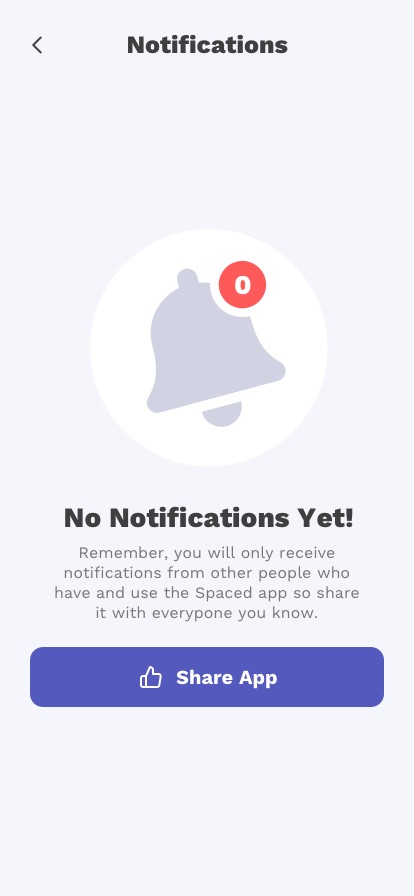 Notifications
0
No Notifications Yet!
Remember, you will only receive
notifications from other people who
have and use the Spaced app so share
it with everypone you know.
Share App